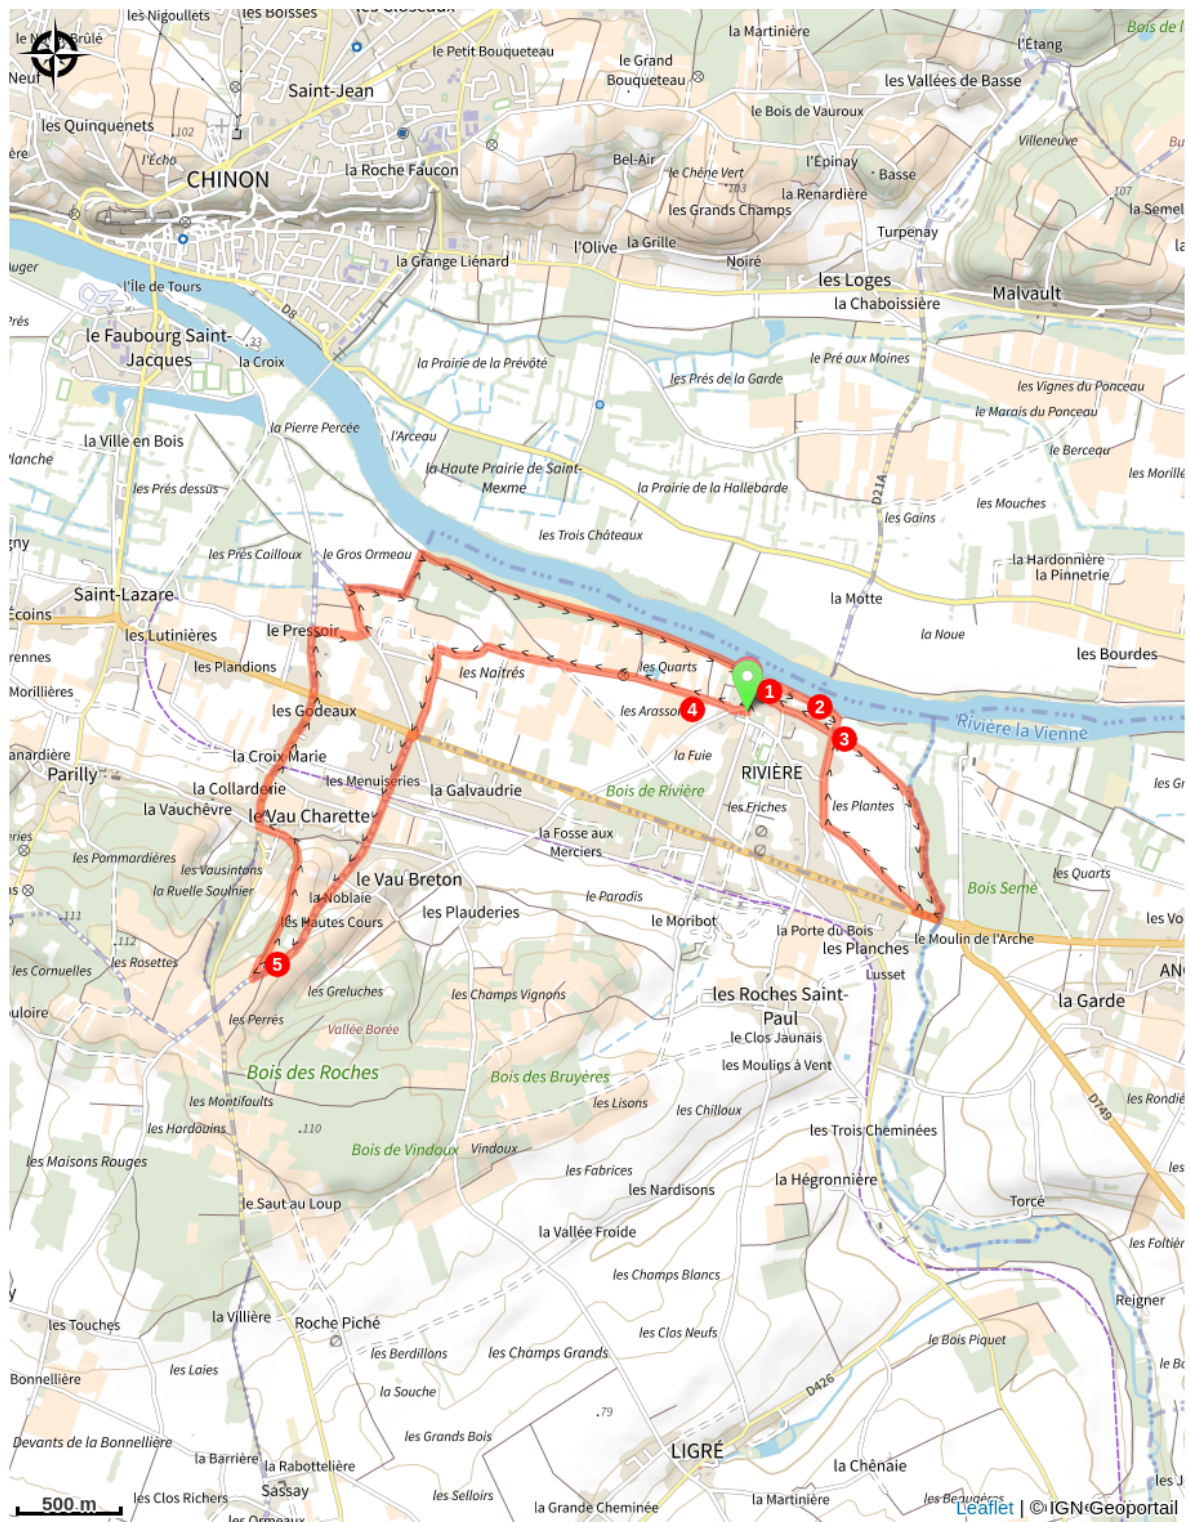 les Nigoullets
les Boisses
les Closeaux
la Martinière
Bois de
l'Étang
le Petit Bouqueteau
le Grand
Bouqueteau
les Vallées de Basse
Neuf
Saint-Jean
le Bois de Vauroux
les Quinquenets
102
Villeneuve
l'Écho
Bel-Air
l'Épinay
la Roche Faucon
le Chêne Vert
Basse
CHINON
103
la Renardière
107
les Grands Champs
la Semel
Turpenay
l'Olive
la Grille
Noiré
la Grange Liénard
les Loges
Malvault
l'Île de Tours
la Chaboissière
D8
le Faubourg Saint-
Jacques
33
la Croix
la Prairie de la Prévôté
le Pré aux Moines
les Prés de la Garde
les Vignes du Ponceau
le Marais du Ponceau
la Pierre Percée
l'Arceau
la Ville en Bois
le Berceau
la Haute Prairie de Saint-
Mexme
les Morillé
les Prés dessus
la Prairie de la Hallebarde
D21A
les Mouches
les Gains
les Trois Châteaux
les Près Cailloux
le Gros Ormeau
la Hardonnière
la Pinnetrie
Saint-Lazare
la Motte
les Lutinières
le Pressoir
la Noue
les Bourdes
les Plandions
les Naîtrés
les Quarts
Morillières
1
2
les Godeaux
4
3
Rivière la Vienne
la Croix Marie
la Fuie
Parilly
RIVIÈRE
les Menuiseries
la Collarderie
la Galvaudrie
Bois de Rivière
la Vauchêvre
le Vau Charette
les Friches
les Plantes
la Fosse aux
Merciers
les Pommardières
les Vausintons
le Vau Breton
la Ruelle Saulnier
la Noblaie
le Paradis
Bois Semé
les Quarts
111
les Hautes Cours
les Plauderies
le Moribot
la Porte du Bois
112
les Planches
le Moulin de l'Arche
les Rosettes
5
les Cornuelles
Lusset
les Greluches
les Champs Vignons
les Roches Saint-
Paul
la Garde
les Perrés
Vallée Borée
le Clos Jaunais
Bois des Roches
Bois des Bruyères
les Moulins à Vent
les Montifaults
les Lisons
les Chilloux
D749
les Hardouins
110
les Trois Cheminées
Bois de Vindoux
Vindoux
les Maisons Rouges
les Fabrices
la Hégronnière
les Nardisons
le Saut au Loup
Torcé
la Vallée Froide
les Champs Blancs
Reigner
la Villière
Roche Piché
les Touches
les Clos Neufs
le Bois Piquet
les Berdillons
les Champs Grands
les Laies
Bonnellière
la Souche
D426
79
les Grands Bois
Devants de la Bonnellière
LIGRÉ
la Barrière
la Rabottelière
la Chênaie
Sassay
les Clos Richers
les Selloirs
la Grande Cheminée
la Martinière
500 m
Leaflet | © IGN-Geoportail